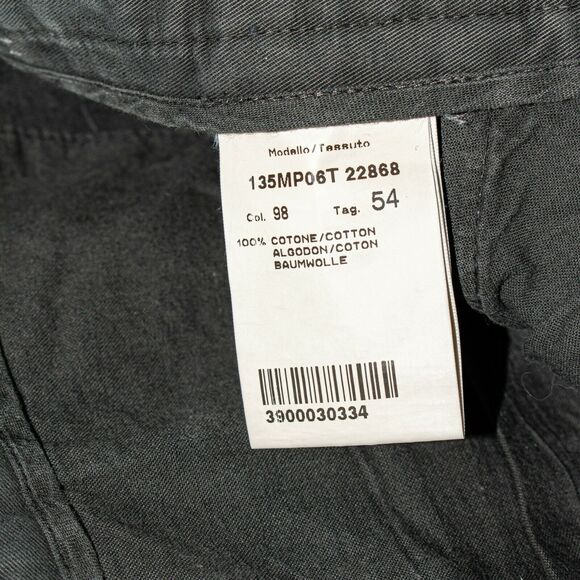 Modello/Tessuto
135MP06T 22868
Col. 98 Tag. 54
100% COTONE/COTTON
ALGODON/COTON
BAUMWOLLE
3900030334